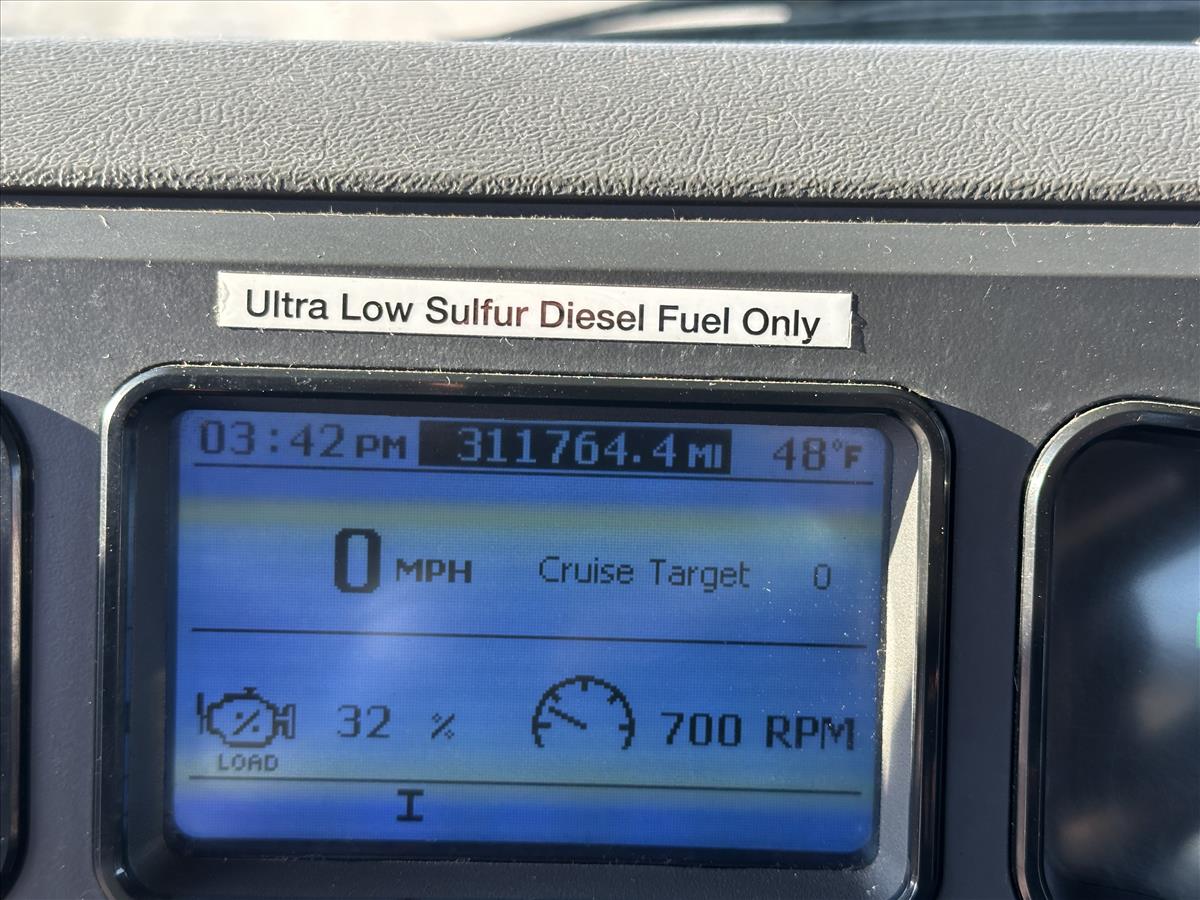 Ultra Low Sulfur Diesel Fuel Only
03:42 PM 311764.4 MI 48°F
0 MPH Cruise Target 0
32 % 700 RPM
%
LOAD
I